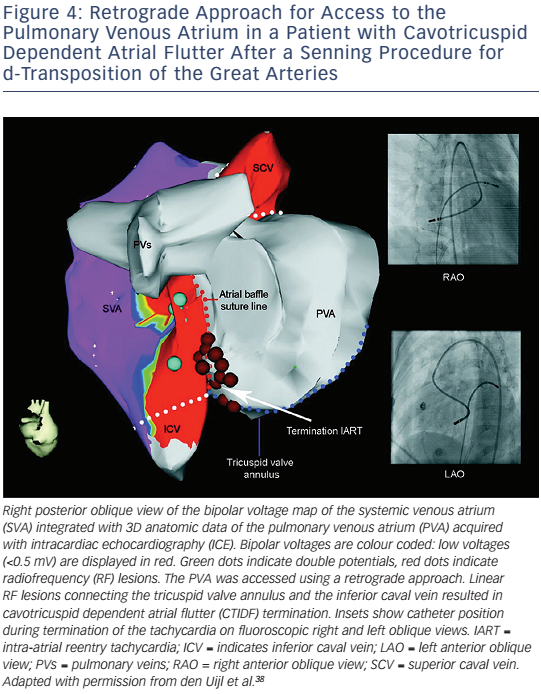 Figure 4: Retrograde Approach for Access to the
Pulmonary Venous Atrium in a Patient with Cavotricuspid
Dependent Atrial Flutter After a Senning Procedure for
d-Transposition of the Great Arteries
SCV
PVs
RAO
SVA
Atrial baffle
suture line
PVA
Termination IART
ICV
Tricuspid valve
annulus
LAO
Right posterior oblique view of the bipolar voltage map of the systemic venous atrium
(SVA) integrated with 3D anatomic data of the pulmonary venous atrium (PVA) acquired
with intracardiac echocardiography (ICE). Bipolar voltages are colour coded: low voltages
(<0.5 mV) are displayed in red. Green dots indicate double potentials, red dots indicate
radiofrequency (RF) lesions. The PVA was accessed using a retrograde approach. Linear
RF lesions connecting the tricuspid valve annulus and the inferior caval vein resulted in
cavotricuspid dependent atrial flutter (CTIDF) termination. Insets show catheter position
during termination of the tachycardia on fluoroscopic right and left oblique views. IART =
intra-atrial reentry tachycardia; ICV = indicates inferior caval vein; LAO = left anterior oblique
view; PVs = pulmonary veins; RAO = right anterior oblique view; SCV = superior caval vein.
Adapted with permission from den Uijl et al.³⁸